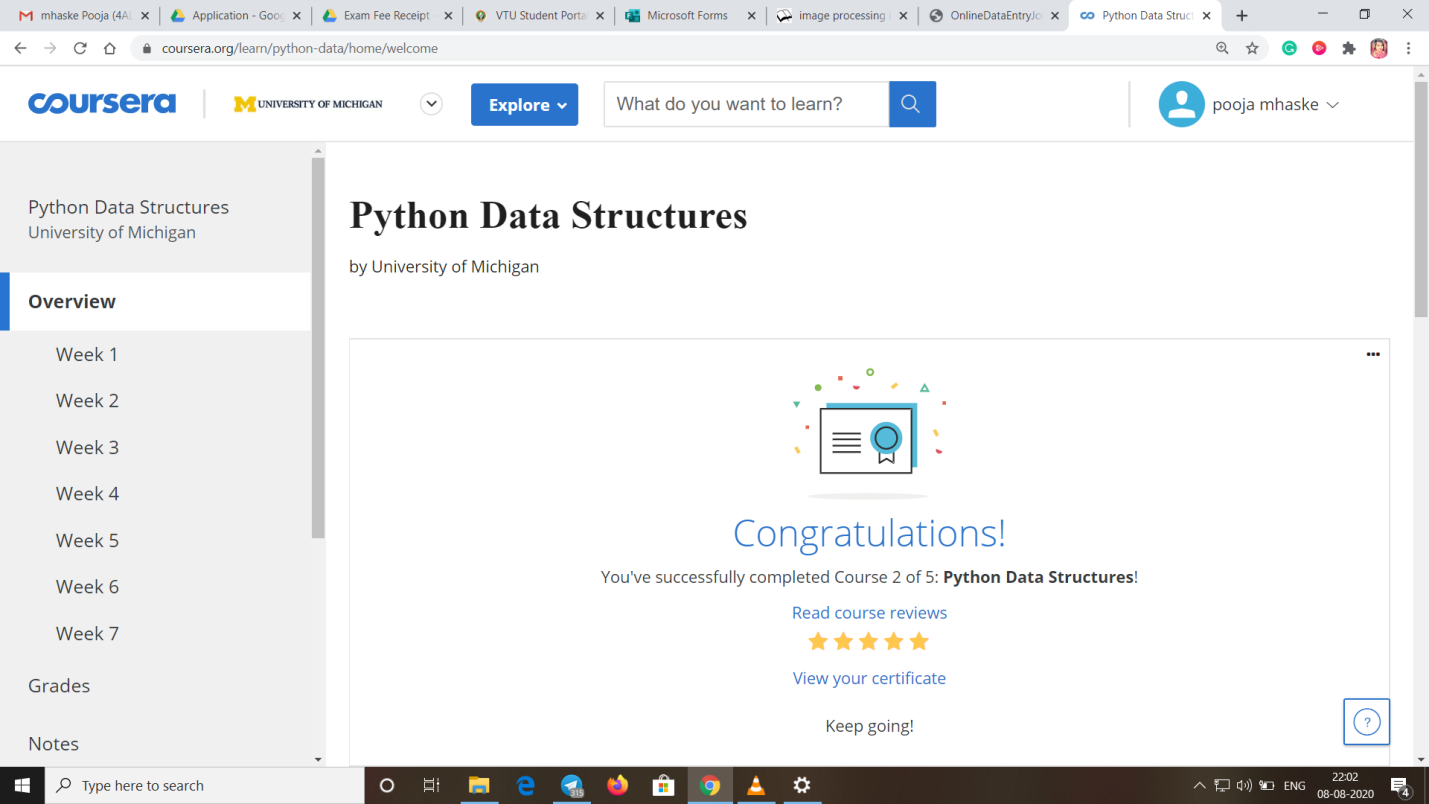 mhaske Pooja (4AL
Application - Goog
Exam Fee Receipt
VTU Student Porta
Microsoft Forms
image processing
OnlineDataEntryJo
Python Data Struct
coursera.org/learn/python-data/home/welcome
coursera
M UNIVERSITY OF MICHIGAN
Explore
What do you want to learn?
pooja mhaske
Python Data Structures
University of Michigan
Overview
Week 1
Week 2
Week 3
Week 4
Week 5
Week 6
Week 7
Grades
Notes
Python Data Structures
by University of Michigan
Congratulations!
You've successfully completed Course 2 of 5: Python Data Structures!
Read course reviews
View your certificate
Keep going!
?
Type here to search
315
ENG
22:02
08-08-2020
4